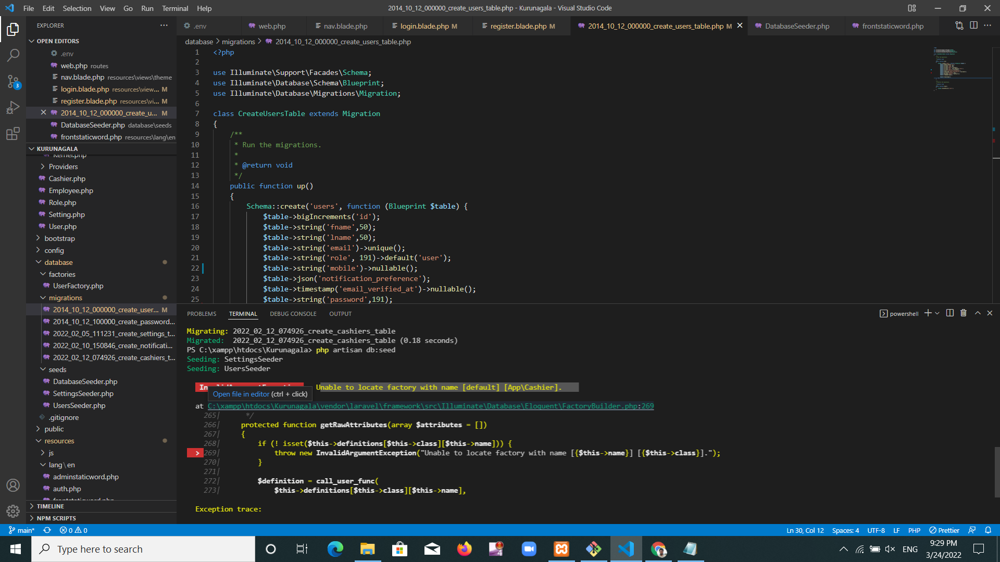 File Edit Selection View Go Run Terminal Help
2014_10_12_000000_create_users_table.php - Kurunagala - Visual Studio Code
EXPLORER
OPEN EDITORS
.env
web.php routes
nav.blade.php resources\views\theme
login.blade.php resources\view... M
register.blade.php resources\vi... M
2014_10_12_000000_create_u... M
DatabaseSeeder.php database\seeds
frontstaticword.php resources\lang\en
KURUNAGALA
Kernel.php
Providers
Cashier.php
Employee.php
Role.php
Setting.php
User.php
bootstrap
config
database
factories
UserFactory.php
migrations
2014_10_12_000000_create_user... M
2014_10_12_100000_create_password...
2022_02_05_111231_create_settings_t...
2022_02_10_150846_create_notificati...
2022_02_12_074926_create_cashiers_t...
seeds
DatabaseSeeder.php
SettingsSeeder.php
UsersSeeder.php
.gitignore
public
resources
js
lang\en
adminstaticword.php
auth.php
frontstaticword.php
TIMELINE
NPM SCRIPTS
.env
web.php
nav.blade.php
login.blade.php M
register.blade.php M
2014_10_12_000000_create_users_table.php M
DatabaseSeeder.php
frontstaticword.php
database > migrations > 2014_10_12_000000_create_users_table.php
1 <?php
2
3 use Illuminate\Support\Facades\Schema;
4 use Illuminate\Database\Schema\Blueprint;
5 use Illuminate\Database\Migrations\Migration;
6
7 class CreateUsersTable extends Migration
8 {
9 /**
10 * Run the migrations.
11 *
12 * @return void
13 */
14 public function up()
15 {
16 Schema::create('users', function (Blueprint $table) {
17 $table->bigIncrements('id');
18 $table->string('fname',50);
19 $table->string('lname',50);
20 $table->string('email')->unique();
21 $table->string('role', 191)->default('user');
22 $table->string('mobile')->nullable();
23 $table->json('notification_preference');
24 $table->timestamp('email_verified_at')->nullable();
25 $table->string('password',191);
PROBLEMS TERMINAL DEBUG CONSOLE OUTPUT
powershell
Migrating: 2022_02_12_074926_create_cashiers_table
Migrated: 2022_02_12_074926_create_cashiers_table (0.18 seconds)
PS C:\xampp\htdocs\Kurunagala> php artisan db:seed
Seeding: SettingsSeeder
Seeding: UsersSeeder
Unable to locate factory with name [default] [App\Cashier].
Open file in editor (ctrl + click)
at C:\xampp\htdocs\Kurunagala\vendor\laravel\framework\src\Illuminate\Database\Eloquent\FactoryBuilder.php:269
265| */
266| protected function getRawAttributes(array $attributes = [])
267| {
268| if (! isset($this->definitions[$this->class][$this->name])) {
> 269| throw new InvalidArgumentException("Unable to locate factory with name [{$this->name}] [{$this->class}].");
270| }
271|
272| $definition = call_user_func(
273| $this->definitions[$this->class][$this->name],
Exception trace:
main* 0 0
Ln 30, Col 12 Spaces: 4 UTF-8 LF PHP Prettier
Type here to search
ENG
9:29 PM
3/24/2022